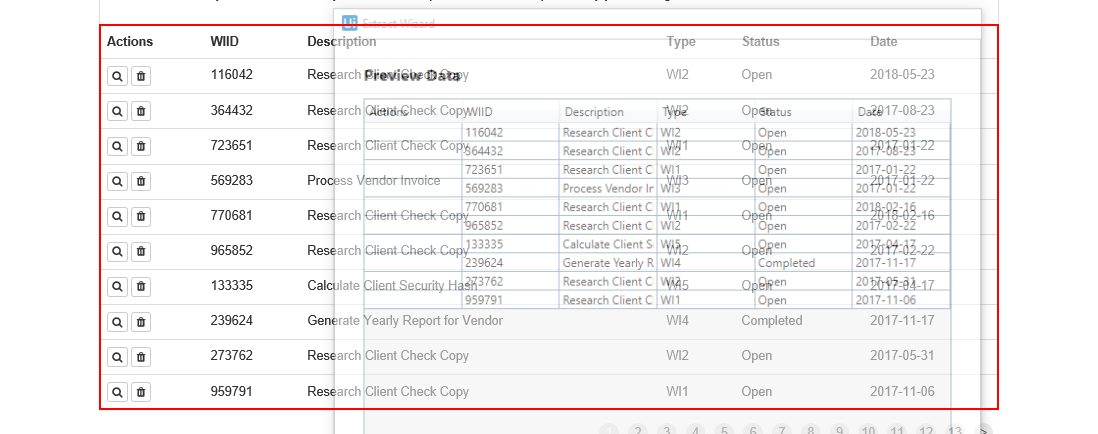 Extract Wizard
Actions WIID Description Type Status Date
116042 Research Client Check Copy WI2 Open 2018-05-23
Preview Data
364432 Research Client Check Copy WI2 Open 2017-08-23
Actions WIID Description Type Status Date
116042 Research Client C WI2 Open 2018-05-23
723651 Research Client Check Copy WI1 Open 2017-01-22
364432 Research Client C WI2 Open 2017-08-23
723651 Research Client C WI1 Open 2017-01-22
569283 Process Vendor Invoice WI3 Open 2017-01-22
569283 Process Vendor In WI3 Open 2017-01-22
770681 Research Client C WI1 Open 2018-02-16
770681 Research Client Check Copy WI1 Open 2018-02-16
965852 Research Client C WI2 Open 2017-02-22
133335 Calculate Client S WI5 Open 2017-04-17
965852 Research Client Check Copy WI2 Open 2017-02-22
239624 Generate Yearly R WI4 Completed 2017-11-17
273762 Research Client C WI2 Open 2017-05-31
133335 Calculate Client Security Hash WI5 Open 2017-04-17
959791 Research Client C WI1 Open 2017-11-06
239624 Generate Yearly Report for Vendor WI4 Completed 2017-11-17
273762 Research Client Check Copy WI2 Open 2017-05-31
959791 Research Client Check Copy WI1 Open 2017-11-06
1 2 3 4 5 6 7 8 9 10 11 12 13 >